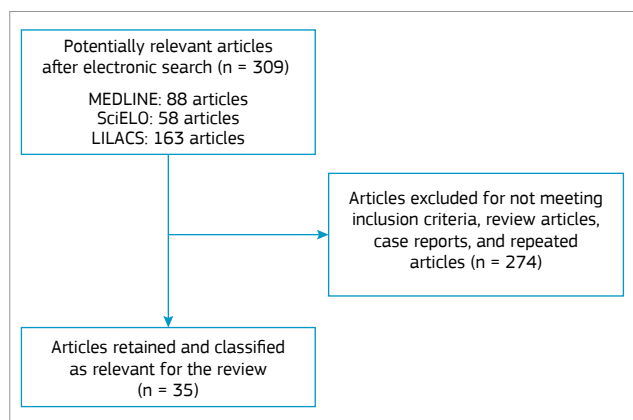 Potentially relevant articles
after electronic search (n = 309)
MEDLINE: 88 articles
SciELO: 58 articles
LILACS: 163 articles
Articles excluded for not meeting
inclusion criteria, review articles,
case reports, and repeated
articles (n = 274)
Articles retained and classified
as relevant for the review
(n = 35)